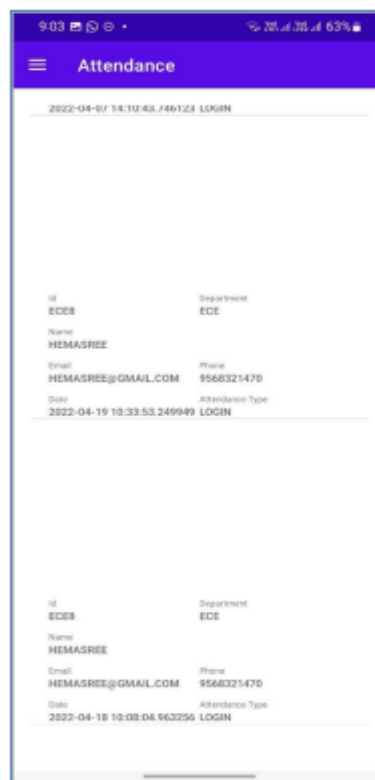 9:03 63%
Attendance
2022-04-07 14:10:43.746123 LOGIN
Id Department
ECE8 ECE
Name
HEMASREE
Email Phone
HEMASREE@GMAIL.COM 9568321470
Date Attendance Type
2022-04-19 10:33:53.249949 LOGIN
Id Department
ECE8 ECE
Name
HEMASREE
Email Phone
HEMASREE@GMAIL.COM 9568321470
Date Attendance Type
2022-04-18 10:08:04.963256 LOGIN